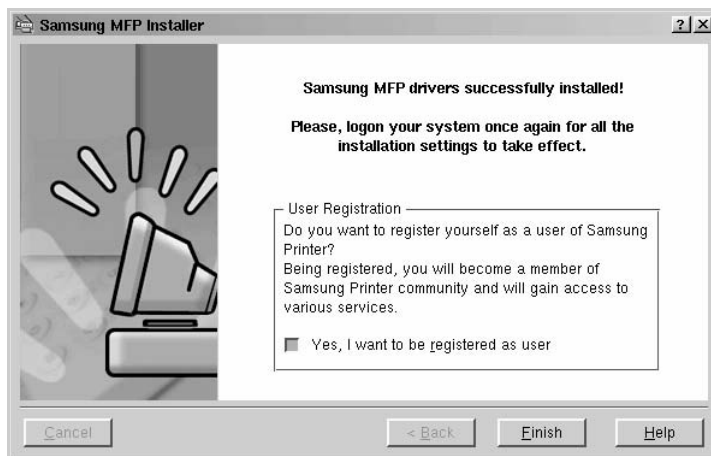 Samsung MFP Installer
Samsung MFP drivers successfully installed!
Please, logon your system once again for all the
installation settings to take effect.
User Registration
Do you want to register yourself as a user of Samsung
Printer?
Being registered, you will become a member of
Samsung Printer community and will gain access to
various services.
Yes, I want to be registered as user
Cancel
< Back
Finish
Help